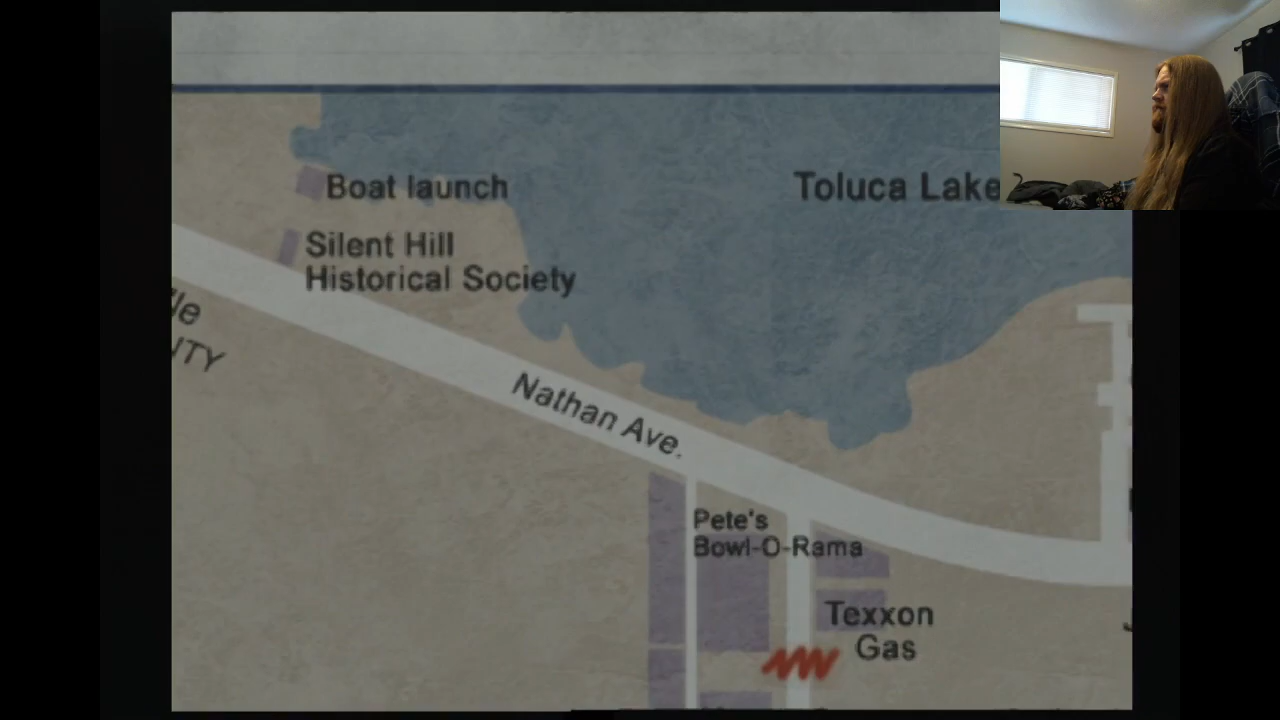 Boat launch
Toluca Lake
Silent Hill
Historical Society
Nathan Ave.
Pete's
Bowl-O-Rama
Texxon
Gas